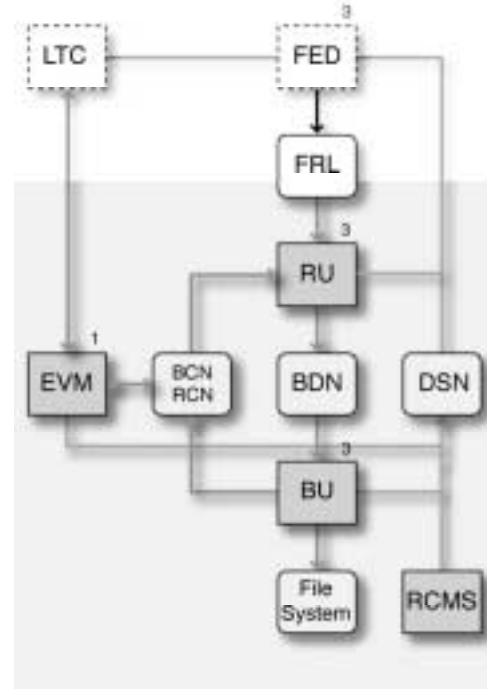 3
LTC
FED
FRL
3
RU
1
EVM
BCN
RCN
BDN
DSN
3
BU
File
System
RCMS